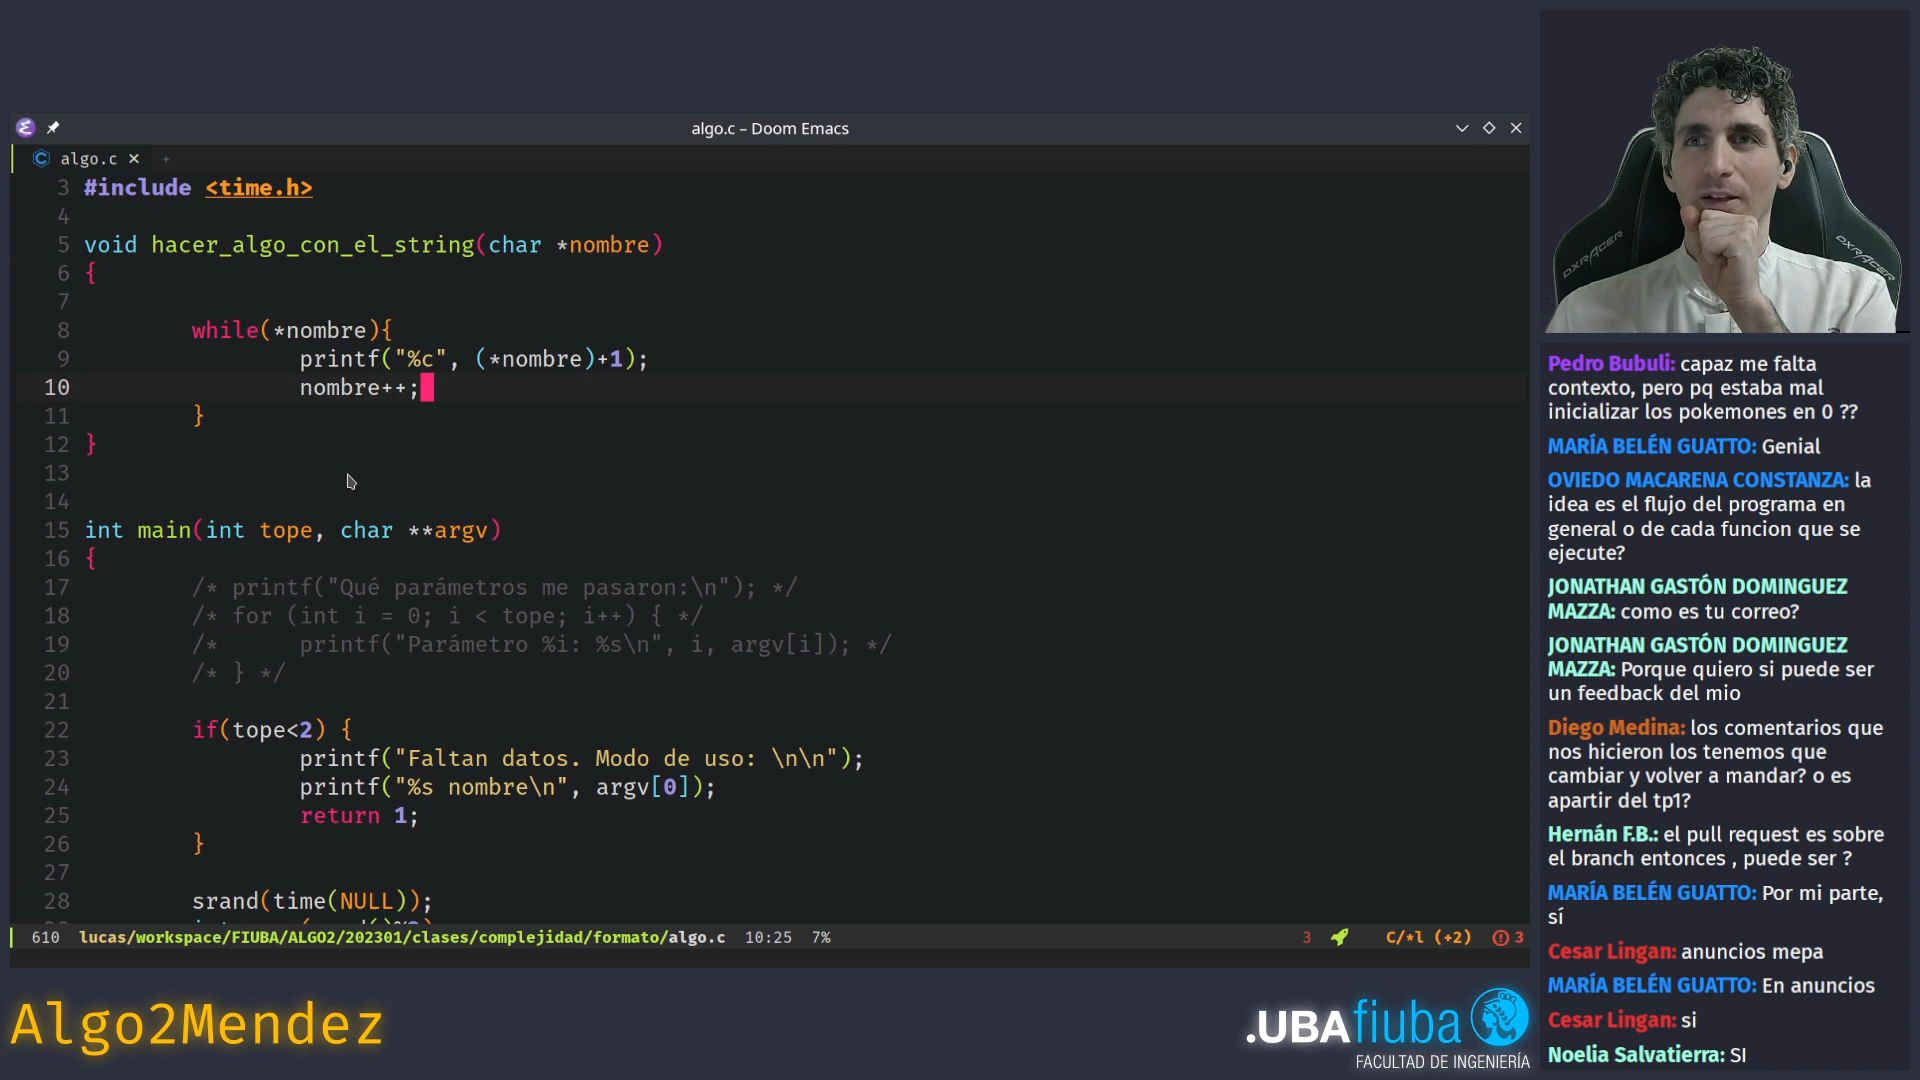 algo.c – Doom Emacs
algo.c
3 #include <time.h>
4
5 void hacer_algo_con_el_string(char *nombre)
6 {
7
8 while(*nombre){
9 printf("%c", (*nombre)+1);
10 nombre++;
11 }
12 }
13
14
15 int main(int tope, char **argv)
16 {
17 /* printf("Qué parámetros me pasaron:\n"); */
18 /* for (int i = 0; i < tope; i++) { */
19 /* printf("Parámetro %i: %s\n", i, argv[i]); */
20 /* } */
21
22 if(tope<2) {
23 printf("Faltan datos. Modo de uso: \n\n");
24 printf("%s nombre\n", argv[0]);
25 return 1;
26 }
27
28 srand(time(NULL));
610 lucas/workspace/FIUBA/ALGO2/202301/clases/complejidad/formato/algo.c 10:25 7% 3 C/*l (+2) 3
Algo2Mendez
.UBAfiuba
FACULTAD DE INGENIERÍA
DXRACER
DXRACER
Pedro Bubuli: capaz me falta
contexto, pero pq estaba mal
inicializar los pokemones en 0 ??
MARÍA BELÉN GUATTO: Genial
OVIEDO MACARENA CONSTANZA: la
idea es el flujo del programa en
general o de cada funcion que se
ejecute?
JONATHAN GASTÓN DOMINGUEZ
MAZZA: como es tu correo?
JONATHAN GASTÓN DOMINGUEZ
MAZZA: Porque quiero si puede ser
un feedback del mio
Diego Medina: los comentarios que
nos hicieron los tenemos que
cambiar y volver a mandar? o es
apartir del tp1?
Hernán F.B.: el pull request es sobre
el branch entonces , puede ser ?
MARÍA BELÉN GUATTO: Por mi parte,
sí
Cesar Lingan: anuncios mepa
MARÍA BELÉN GUATTO: En anuncios
Cesar Lingan: si
Noelia Salvatierra: SI